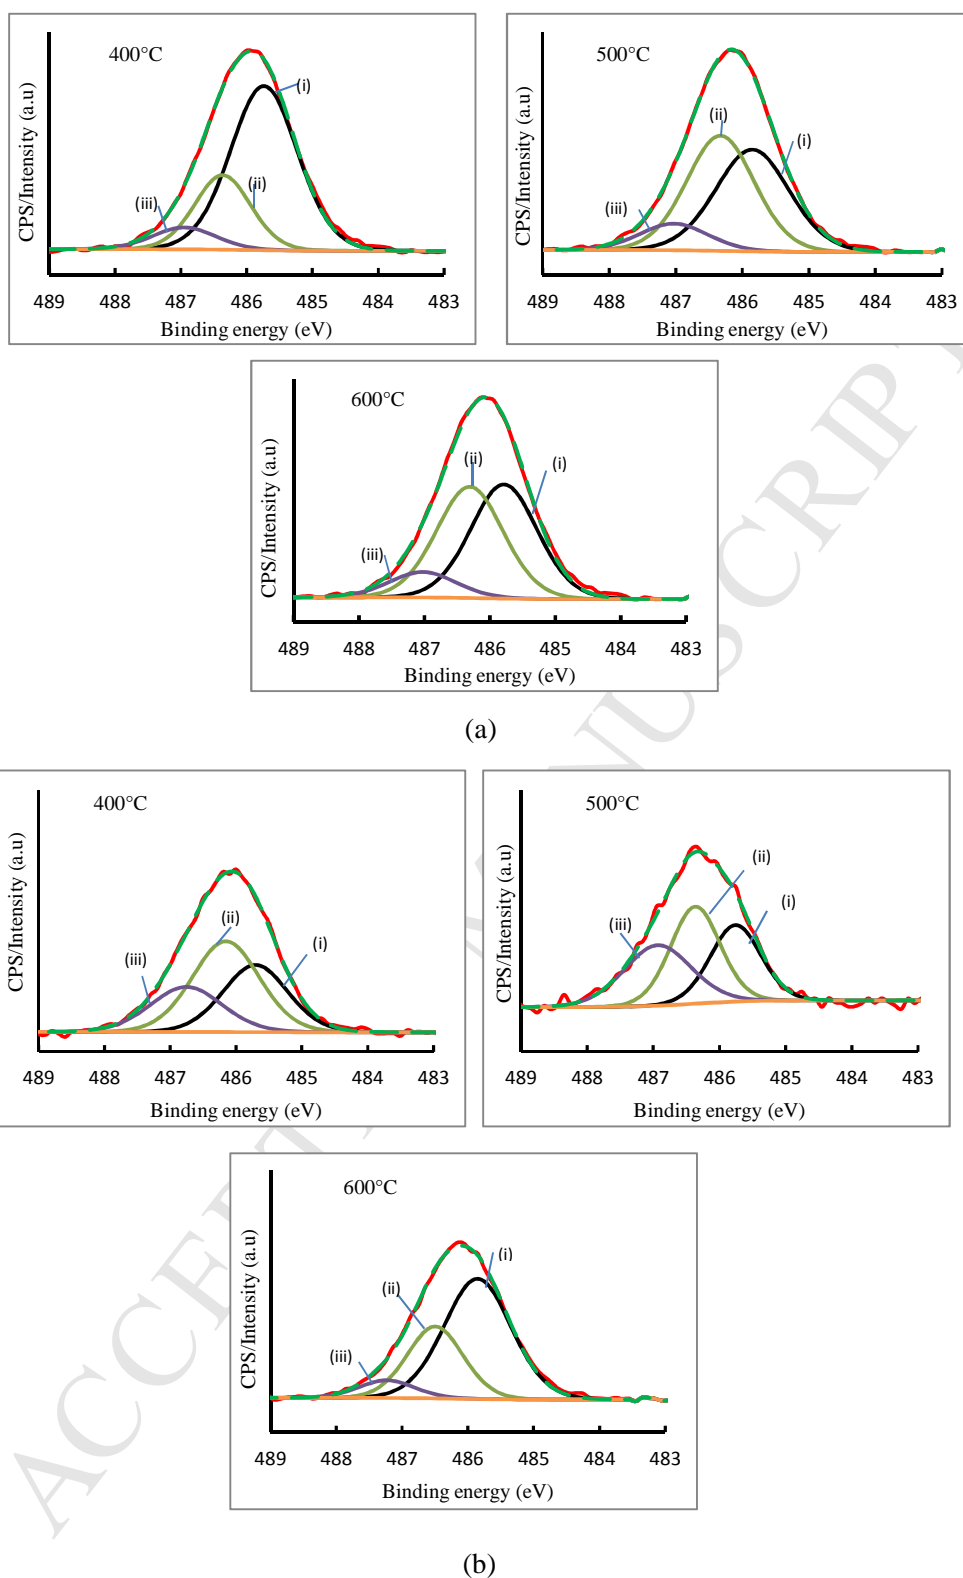 400°C
(i)
(ii)
(iii)
CPS/Intensity (a.u)
489 488 487 486 485 484 483
Binding energy (eV)
500°C
(ii)
(i)
(iii)
CPS/Intensity (a.u)
489 488 487 486 485 484 483
Binding energy (eV)
600°C
(ii)
(i)
(iii)
CPS/Intensity (a.u)
489 488 487 486 485 484 483
Binding energy (eV)
(a)
400°C
(ii)
(i)
(iii)
CPS/Intensity (a.u)
489 488 487 486 485 484 483
Binding energy (eV)
500°C
(ii)
(i)
(iii)
CPS/Intensity (a.u)
489 488 487 486 485 484 483
Binding energy (eV)
600°C
(i)
(ii)
(iii)
CPS/Intensity (a.u)
489 488 487 486 485 484 483
Binding energy (eV)
(b)